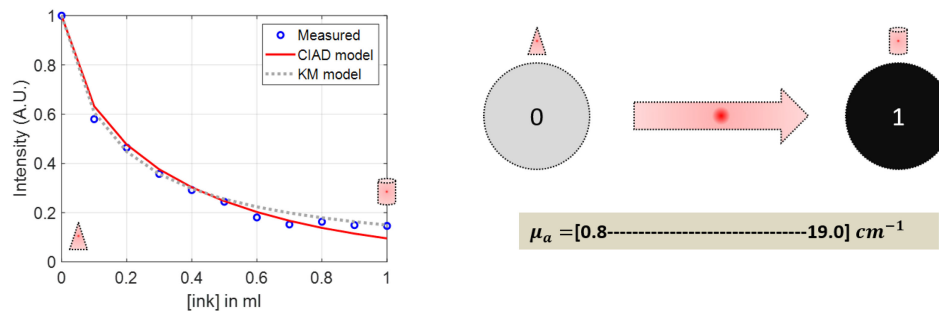 1
0.8
0.6
0.4
0.2
0
0 0.2 0.4 0.6 0.8 1
Intensity (A.U.)
[ink] in ml
Measured
CIAD model
KM model
0
1
μₐ =[0.8----------------------------19.0] cm⁻¹